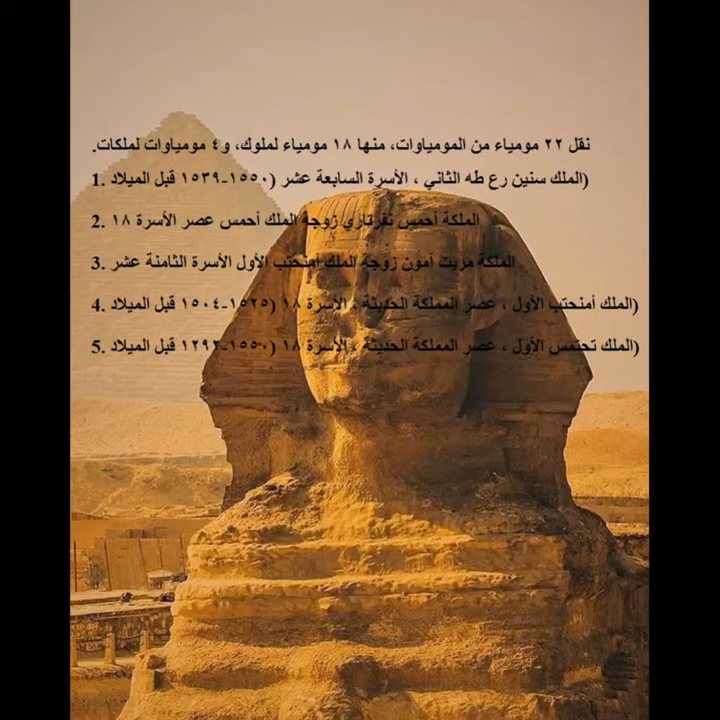 نقل ٢٢ مومياء من المومياوات، منها ١٨ مومياء لملوك، و٤ مومياوات لملكات.
1. الملك سنين رع طه الثاني ، الأسرة السابعة عشر (١٥٥٠-١٥٣٩ قبل الميلاد)
2. الملكة أحمس نفرتاري زوجة الملك أحمس عصر الأسرة ١٨
3. الملكة مريت آمون زوجة الملك أمنحتب الأول الأسرة الثامنة عشر
4. الملك أمنحتب الأول ، عصر المملكة الحديثة ، الأسرة ١٨ (١٥٢٥-١٥٠٤ قبل الميلاد)
5. الملك تحتمس الأول ، عصر المملكة الحديثة ، الأسرة ١٨ (١٥٥٠-١٢٩٢ قبل الميلاد)